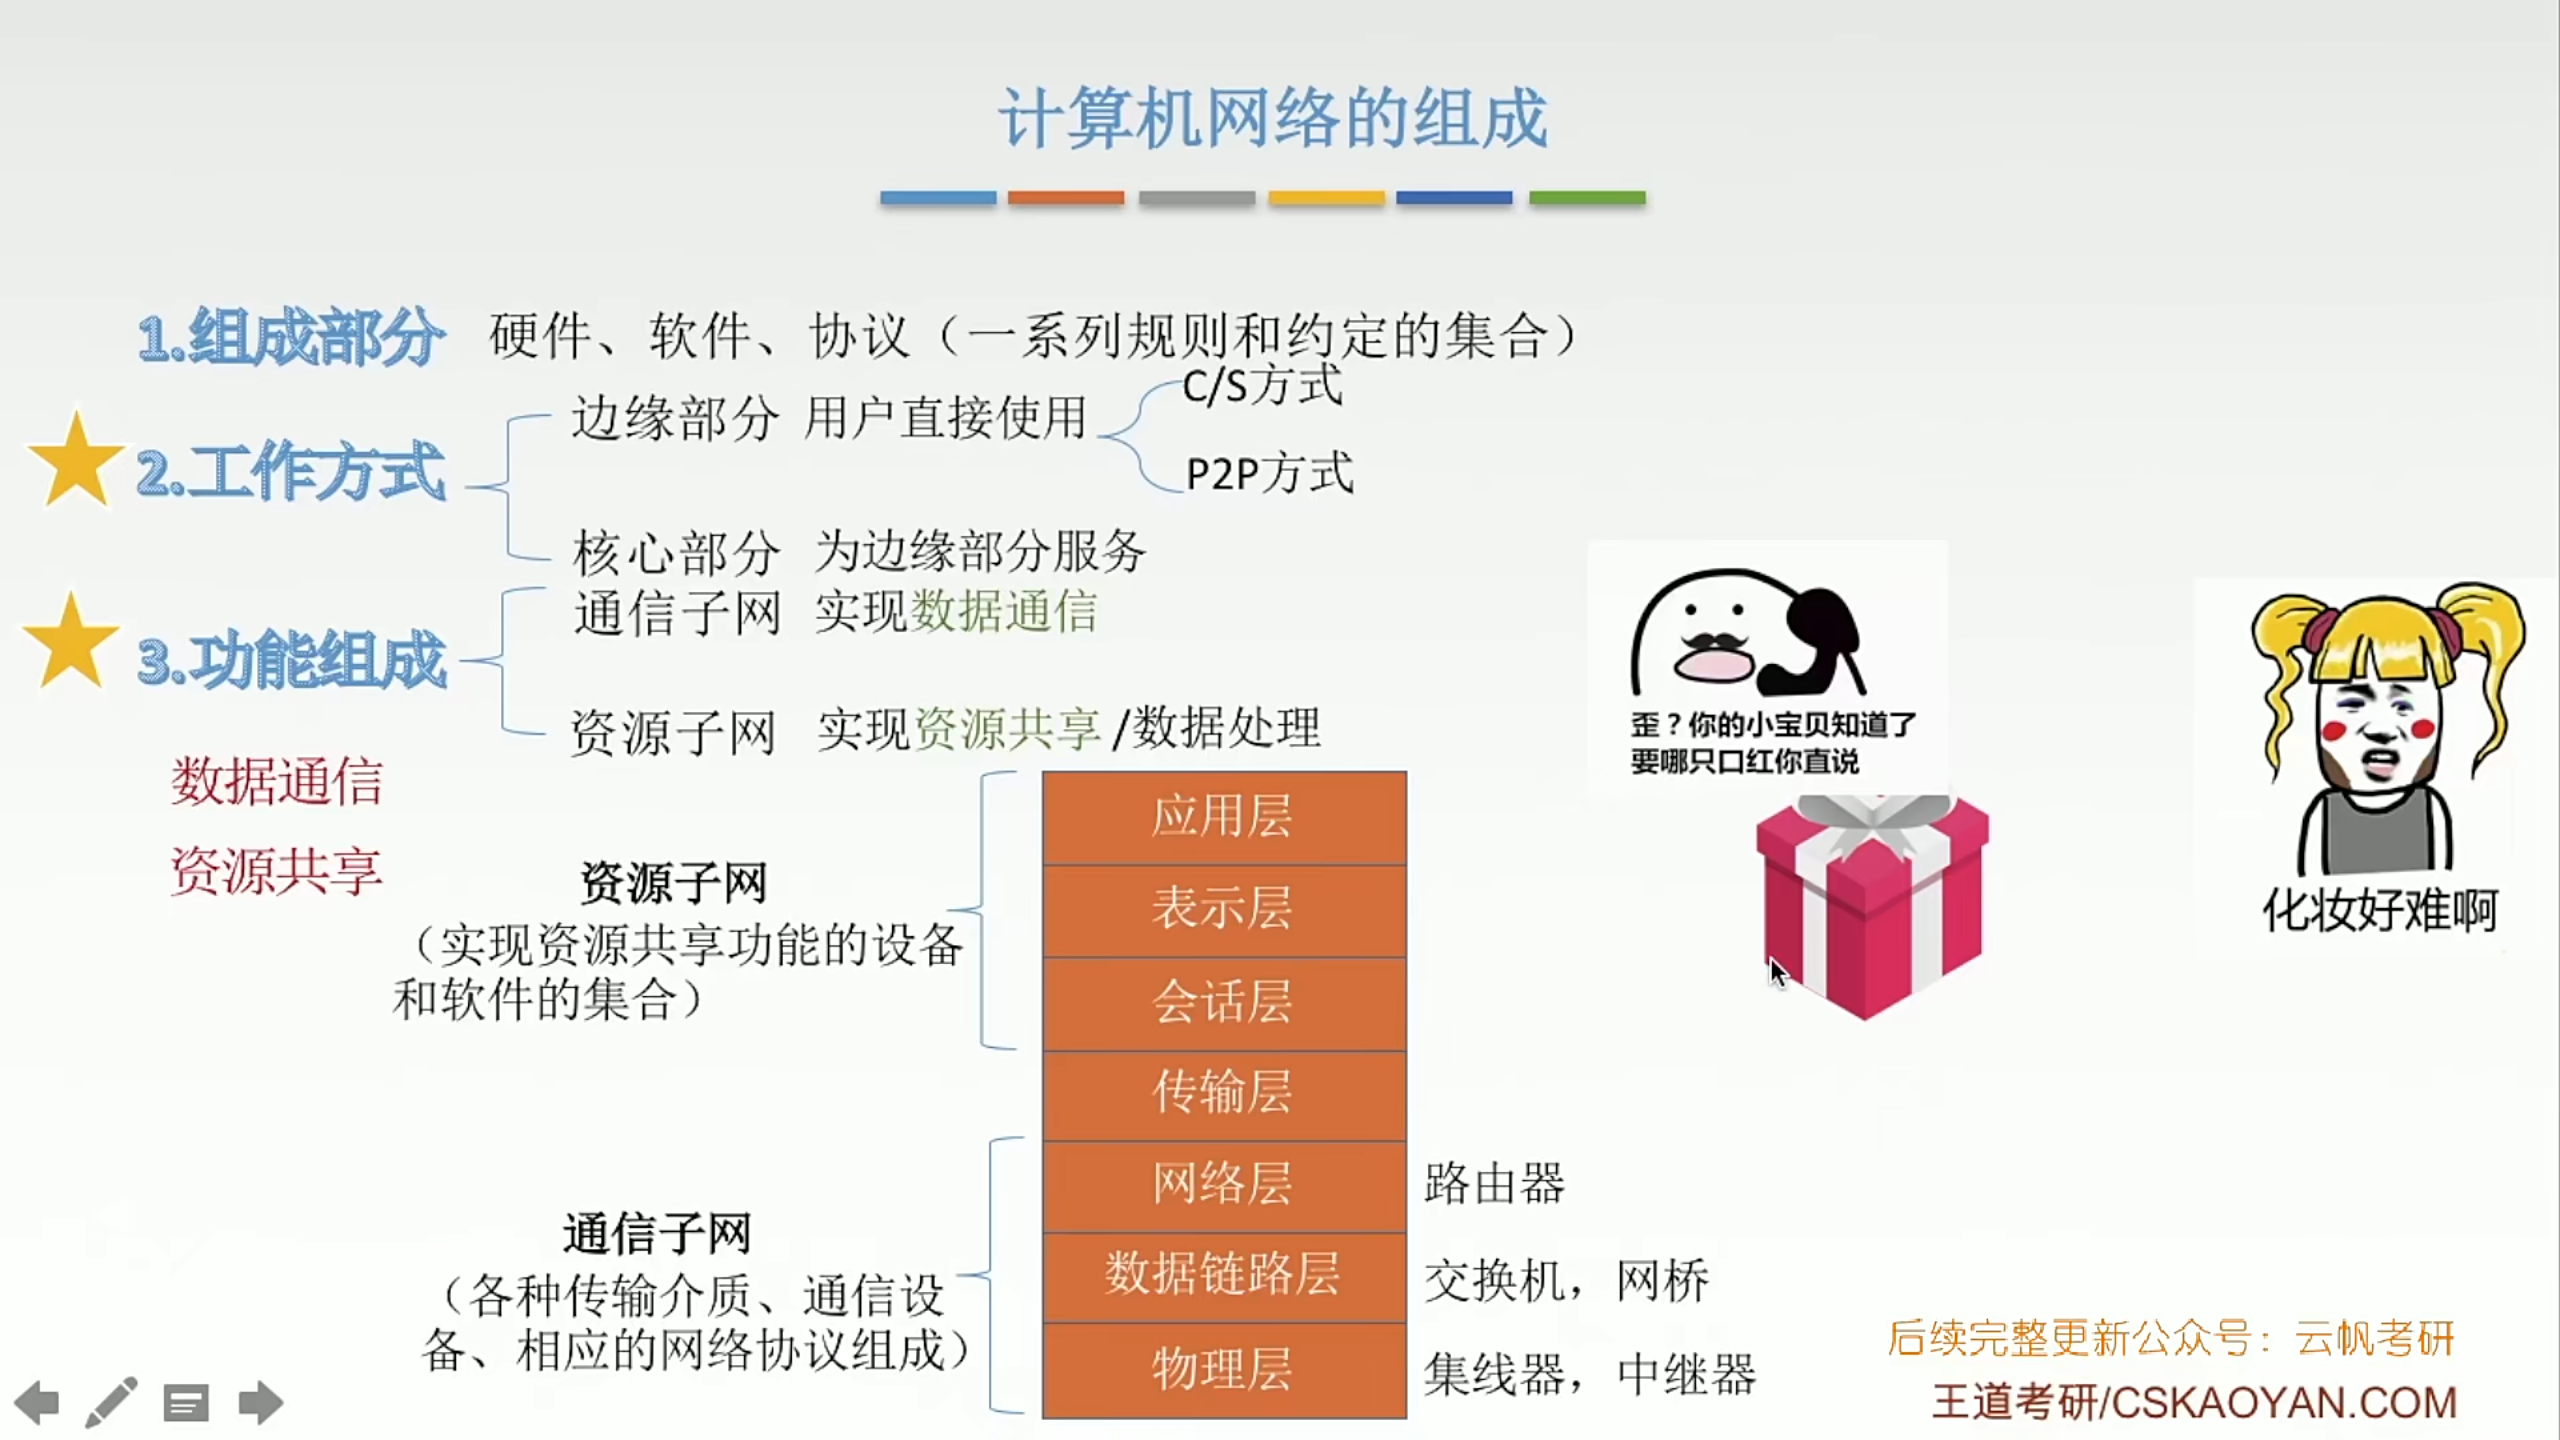 计算机网络的组成
1.组成部分 硬件、软件、协议（一系列规则和约定的集合）
C/S方式
边缘部分 用户直接使用
2.工作方式
P2P方式
核心部分 为边缘部分服务
通信子网 实现数据通信
3.功能组成
资源子网 实现资源共享/数据处理
歪？你的小宝贝知道了
要哪只口红你直说
数据通信
资源共享
应用层
表示层
会话层
传输层
网络层
数据链路层
物理层
资源子网
（实现资源共享功能的设备
和软件的集合）
化妆好难啊
通信子网
（各种传输介质、通信设
备、相应的网络协议组成）
路由器
交换机，网桥
集线器，中继器
后续完整更新公众号：云帆考研
王道考研/CSKAOYAN.COM